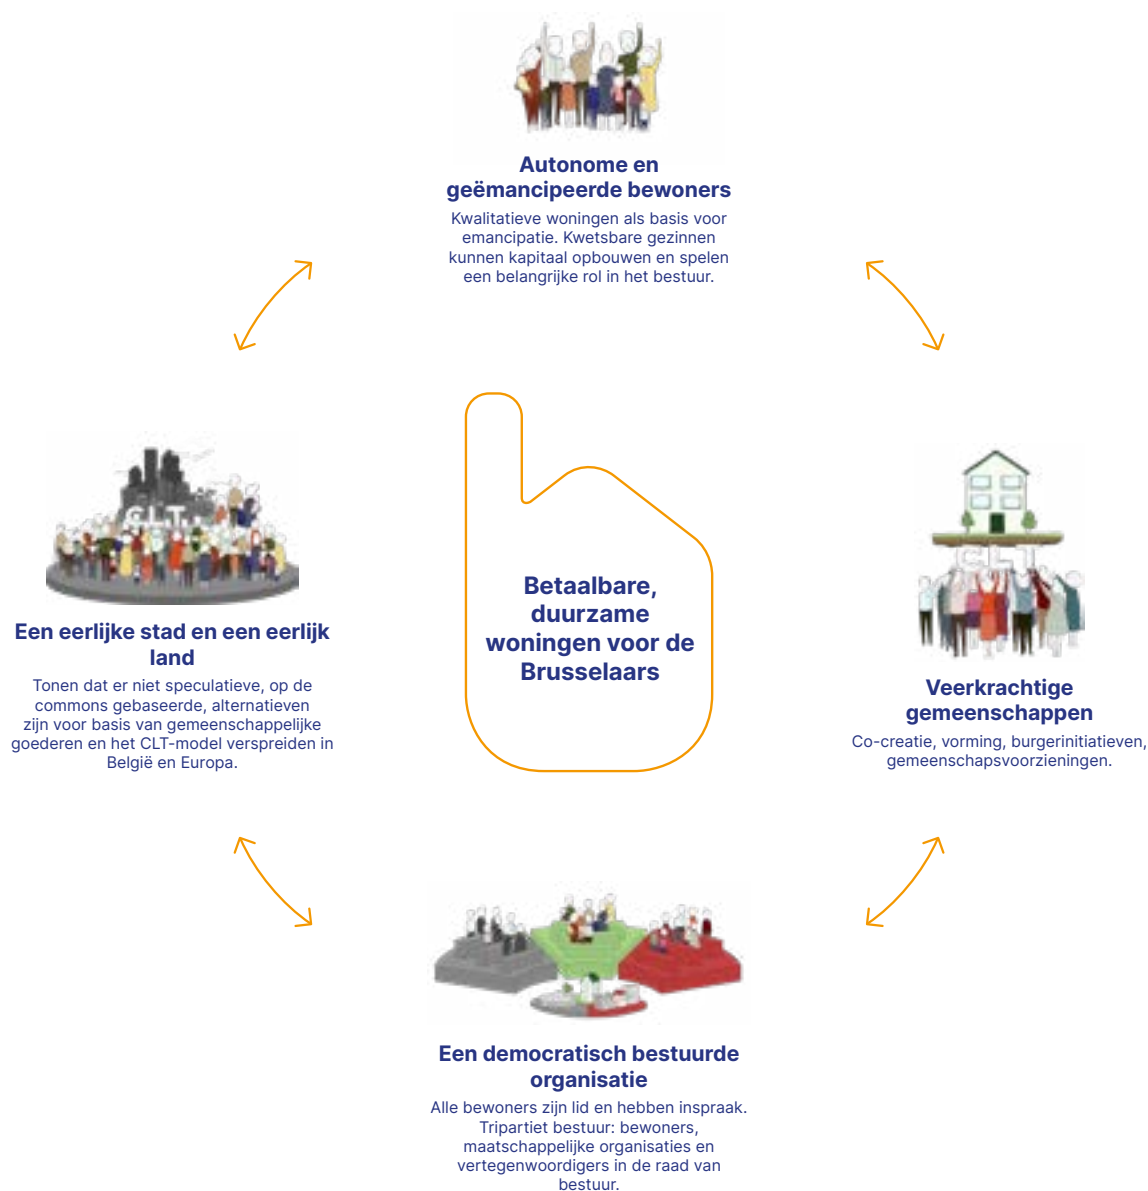 Autonome en
geëmancipeerde bewoners
Kwalitatieve woningen als basis voor
emancipatie. Kwetsbare gezinnen
kunnen kapitaal opbouwen en spelen
een belangrijke rol in het bestuur.
CLT
Een eerlijke stad en een eerlijk
land
Tonen dat er niet speculatieve, op de
commons gebaseerde, alternatieven
zijn voor basis van gemeenschappelijke
goederen en het CLT-model verspreiden in
België en Europa.
Betaalbare,
duurzame
woningen voor de
Brusselaars
CLT
Veerkrachtige
gemeenschappen
Co-creatie, vorming, burgerinitiatieven,
gemeenschapsvoorzieningen.
Een democratisch bestuurde
organisatie
Alle bewoners zijn lid en hebben inspraak.
Tripartiet bestuur: bewoners,
maatschappelijke organisaties en
vertegenwoordigers in de raad van
bestuur.